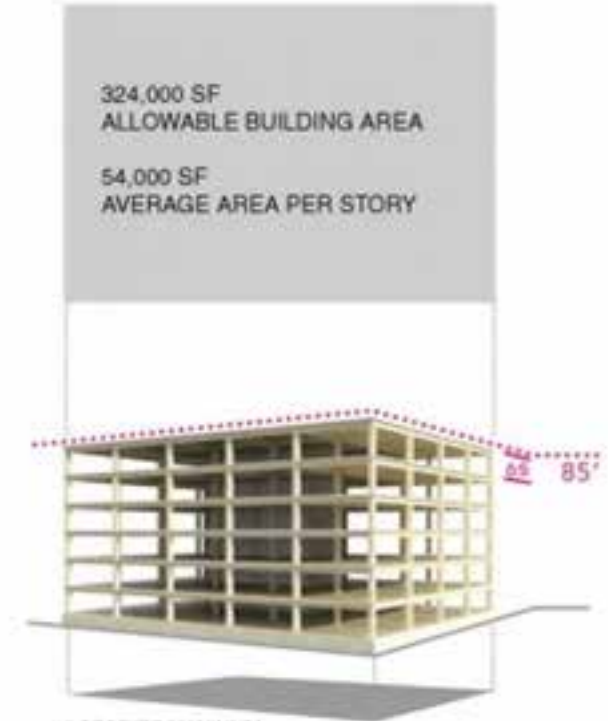 324,000 SF
ALLOWABLE BUILDING AREA
54,000 SF
AVERAGE AREA PER STORY
85'